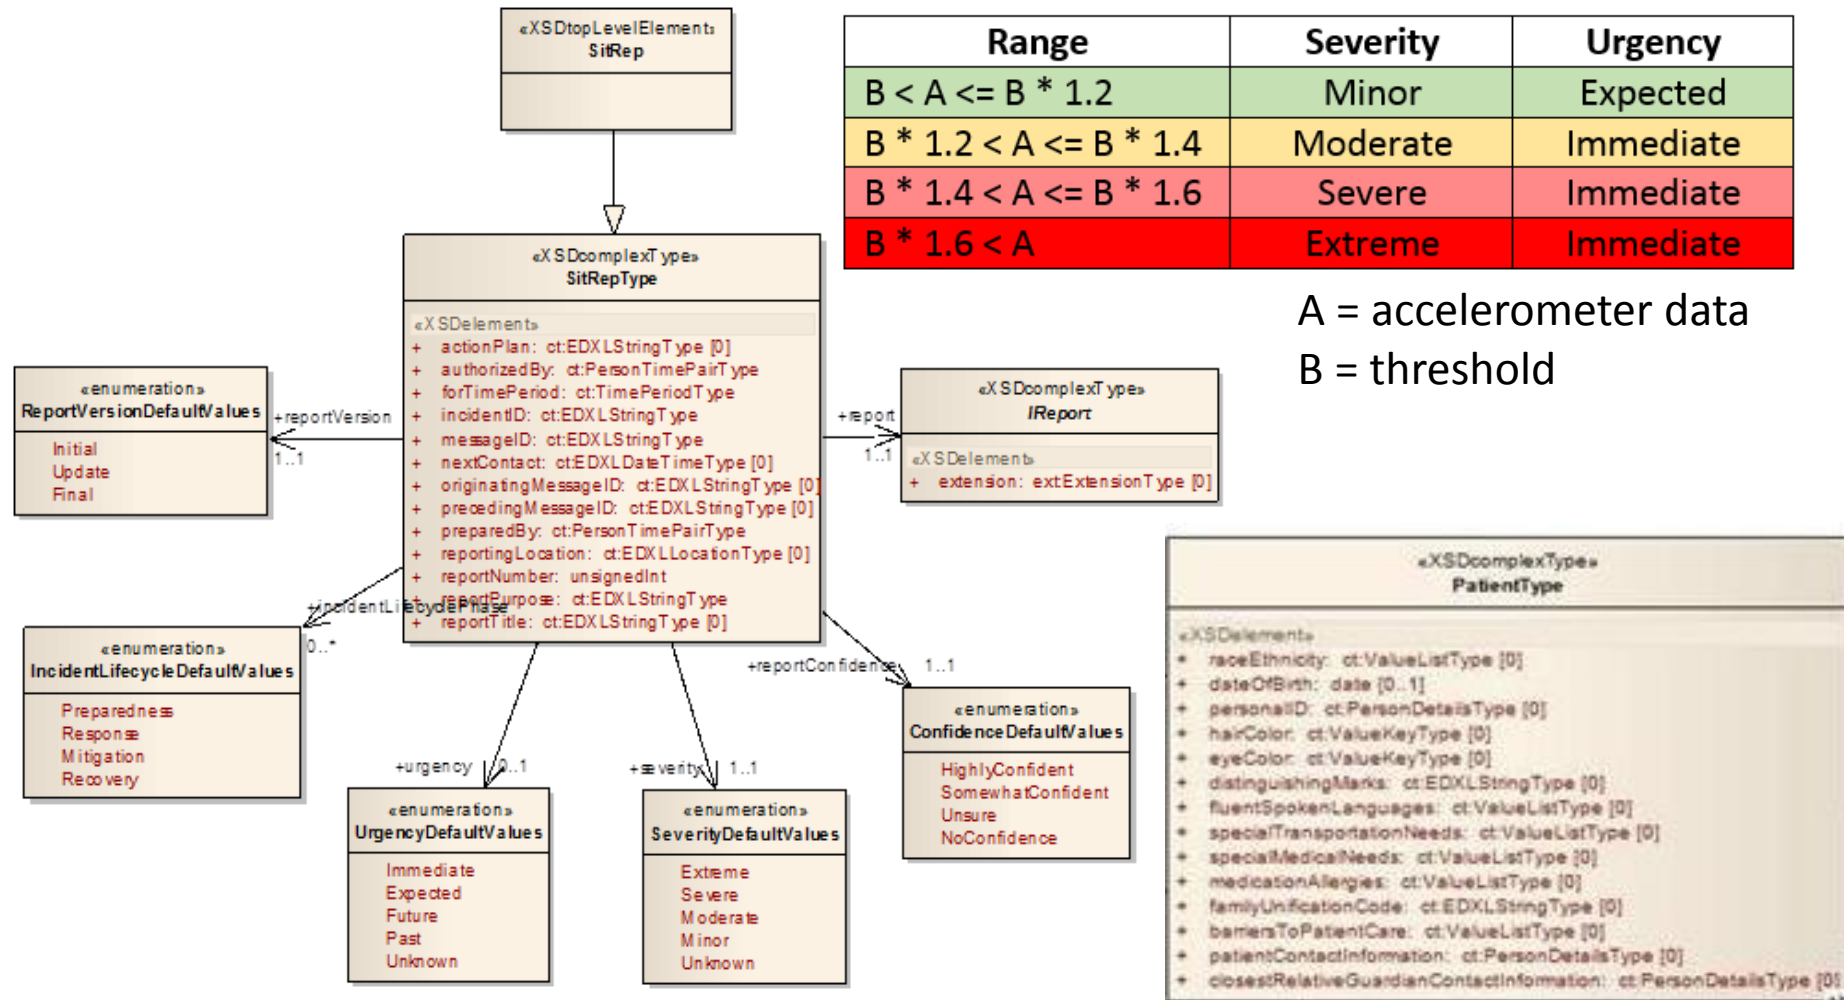 «XSDtopLevelElement»
SitRep
Range Severity Urgency
B < A <= B * 1.2 Minor Expected
B * 1.2 < A <= B * 1.4 Moderate Immediate
B * 1.4 < A <= B * 1.6 Severe Immediate
B * 1.6 < A Extreme Immediate
A = accelerometer data
B = threshold
«XSDcomplexType»
SitRepType
«XSDelement»
+ actionPlan: ct:EDXLStringType [0]
+ authorizedBy: ct:PersonTimePairType
+ forTimePeriod: ct:TimePeriodType
+ incidentID: ct:EDXLStringType
+ messageID: ct:EDXLStringType
+ nextContact: ct:EDXLDateTimeType [0]
+ originatingMessageID: ct:EDXLStringType [0]
+ precedingMessageID: ct:EDXLStringType [0]
+ preparedBy: ct:PersonTimePairType
+ reportingLocation: ct:EDXLLocationType [0]
+ reportNumber: unsignedInt
+ reportPurpose: ct:EDXLStringType
+ reportTitle: ct:EDXLStringType [0]
«enumeration»
ReportVersionDefaultValues
Initial
Update
Final
+reportVersion
1..1
+report
1..1
«XSDcomplexType»
IReport
«XSDelement»
+ extension: ext:ExtensionType [0]
+incidentLifecyclePhase
0..*
«enumeration»
IncidentLifecycleDefaultValues
Preparedness
Response
Mitigation
Recovery
+urgency 0..1
«enumeration»
UrgencyDefaultValues
Immediate
Expected
Future
Past
Unknown
+severity 1..1
«enumeration»
SeverityDefaultValues
Extreme
Severe
Moderate
Minor
Unknown
+reportConfidence 1..1
«enumeration»
ConfidenceDefaultValues
HighlyConfident
SomewhatConfident
Unsure
NoConfidence
«XSDcomplexType»
PatientType
«XSDelement»
+ raceEthnicity: ct:ValueListType [0]
+ dateOfBirth: date [0..1]
+ personalID: ct:PersonDetailsType [0]
+ hairColor: ct:ValueKeyType [0]
+ eyeColor: ct:ValueKeyType [0]
+ distinguishingMarks: ct:EDXLStringType [0]
+ fluentSpokenLanguages: ct:ValueListType [0]
+ specialTransportationNeeds: ct:ValueListType [0]
+ specialMedicalNeeds: ct:ValueListType [0]
+ medicationAllergies: ct:ValueListType [0]
+ familyUnificationCode: ct:EDXLStringType [0]
+ barriersToPatientCare: ct:ValueListType [0]
+ patientContactInformation: ct:PersonDetailsType [0]
+ closestRelativeGuardianContactInformation: ct:PersonDetailsType [0]